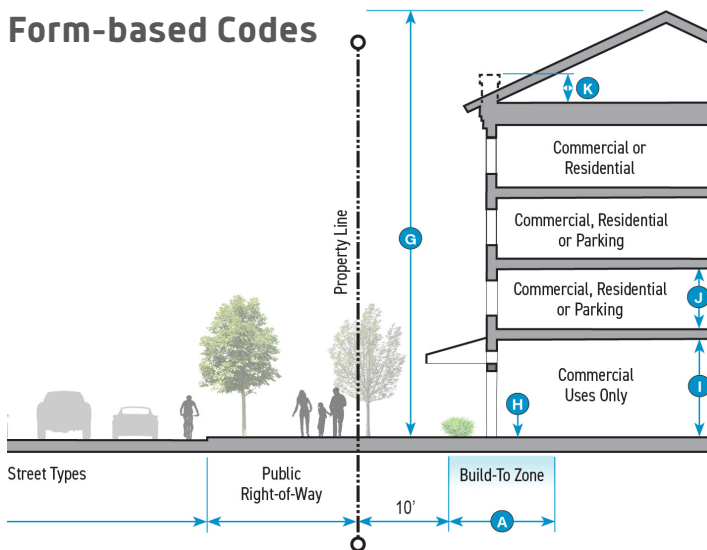 Form-based Codes
K
Commercial or
Residential
Property Line
G
Commercial, Residential
or Parking
Commercial, Residential
or Parking
J
Commercial
Uses Only
I
H
Street Types
Public
Right-of-Way
10’
Build-To Zone
A